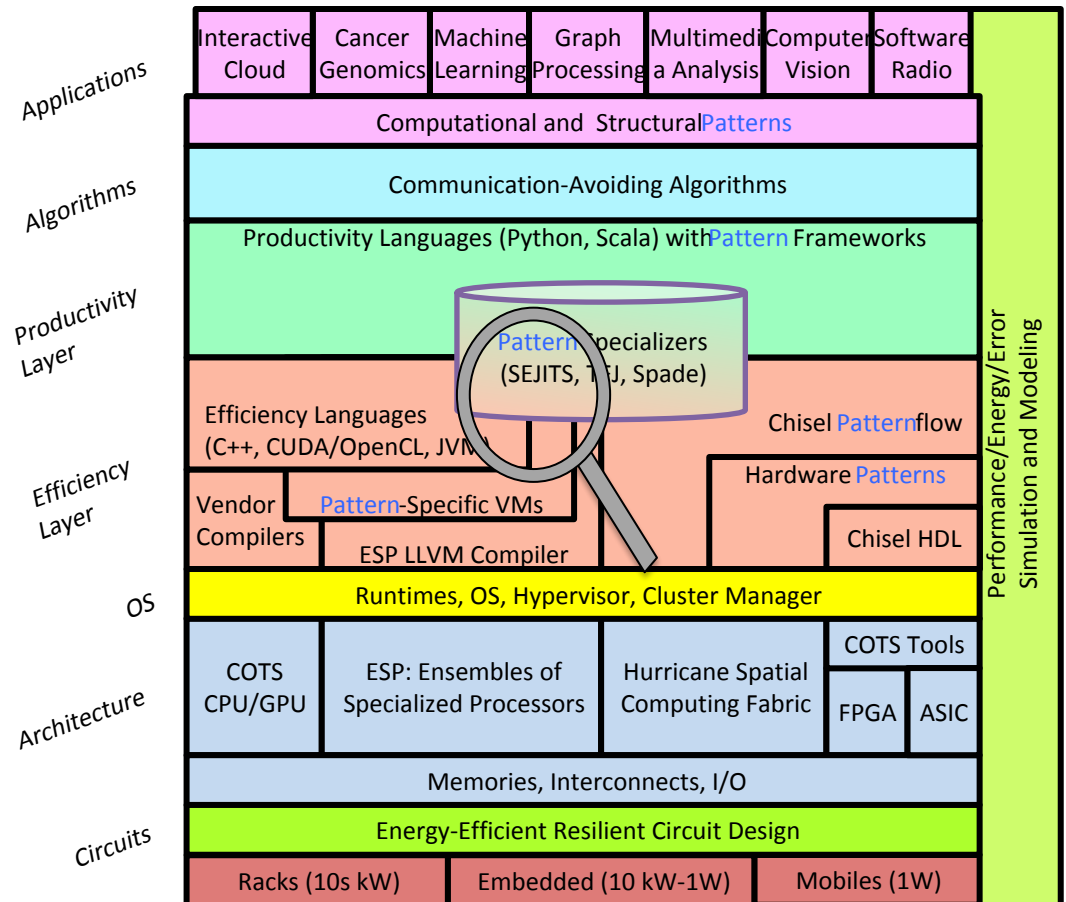 Applications
Interactive
Cloud
Cancer
Genomics
Machine
Learning
Graph
Processing
Multimedi
a Analysis
Computer
Vision
Software
Radio
Computational and Structural Patterns
Algorithms
Communication-Avoiding Algorithms
Productivity
Layer
Productivity Languages (Python, Scala) with Pattern Frameworks
Pattern Specializers
(SEJITS, TEJ, Spade)
Efficiency
Layer
Efficiency Languages
(C++, CUDA/OpenCL, JVM)
Chisel Pattern flow
Hardware Patterns
Vendor
Compilers
Pattern-Specific VMs
ESP LLVM Compiler
Chisel HDL
OS
Runtimes, OS, Hypervisor, Cluster Manager
Architecture
COTS
CPU/GPU
ESP: Ensembles of
Specialized Processors
Hurricane Spatial
Computing Fabric
COTS Tools
FPGA
ASIC
Memories, Interconnects, I/O
Circuits
Energy-Efficient Resilient Circuit Design
Racks (10s kW)
Embedded (10 kW-1W)
Mobiles (1W)
Performance/Energy/Error
Simulation and Modeling